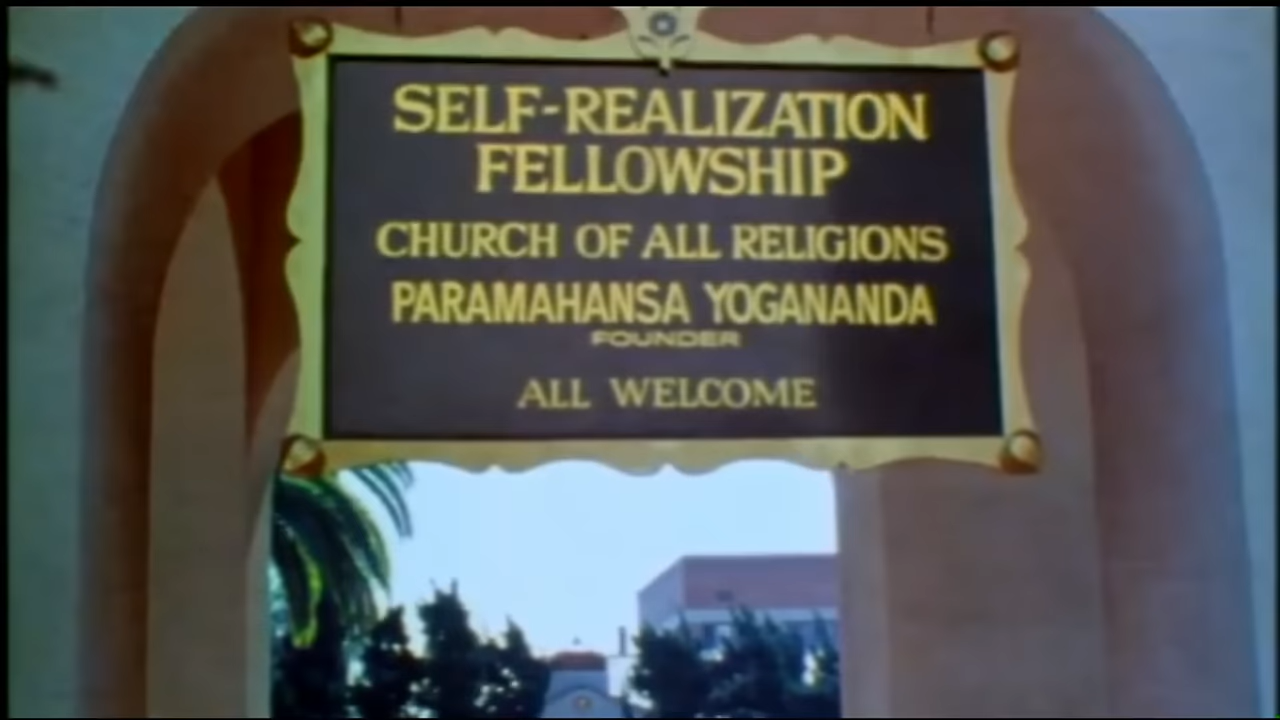 SELF-REALIZATION
FELLOWSHIP
CHURCH OF ALL RELIGIONS
PARAMAHANSA YOGANANDA
FOUNDER
ALL WELCOME